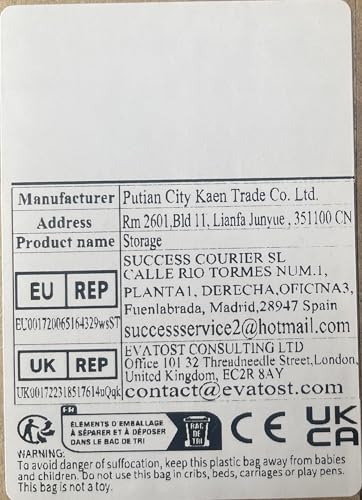 Manufacturer Putian City Kaen Trade Co. Ltd.
Address Rm 2601,Bld 11, Lianfa Junyue , 351100 CN
Product name Storage
EU REP
EU001720065164329wsST
SUCCESS COURIER SL
CALLE RIO TORMES NUM.1,
PLANTA1, DERECHA,OFICINA3,
Fuenlabrada, Madrid,28947 Spain
successservice2@hotmail.com
UK REP
UK001722318517614uQqk
EVATOST CONSULTING LTD
Office 101 32 Threadneedle Street,London,
United Kingdom, EC2R 8AY
contact@evatost.com
FR
ÉLÉMENTS D'EMBALLAGE
À SÉPARER ET À DÉPOSER
DANS LE BAC DE TRI
BAC
DE TRI
CE
UK
CA
WARNING:
To avoid danger of suffocation, keep this plastic bag away from babies
and children. Do not use this bag in cribs, beds, carriages or play pens.
This bag is not a toy.